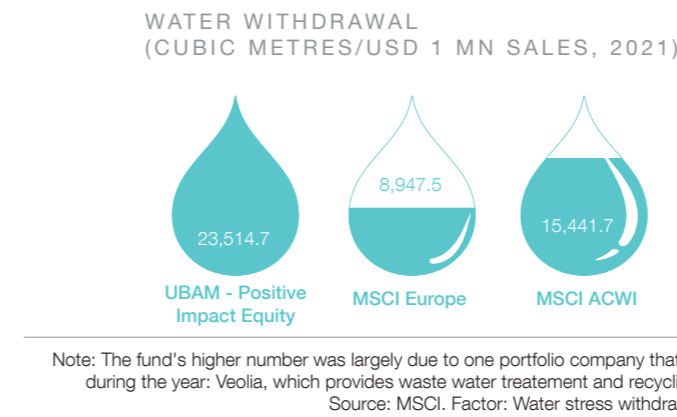 WATER WITHDRAWAL
(CUBIC METRES/USD 1 MN SALES, 2021)
23,514.7
8,947.5
15,441.7
UBAM - Positive
Impact Equity
MSCI Europe
MSCI ACWI
Note: The fund's higher number was largely due to one portfolio company that
during the year: Veolia, which provides waste water treatement and recycli
Source: MSCI. Factor: Water stress withdra